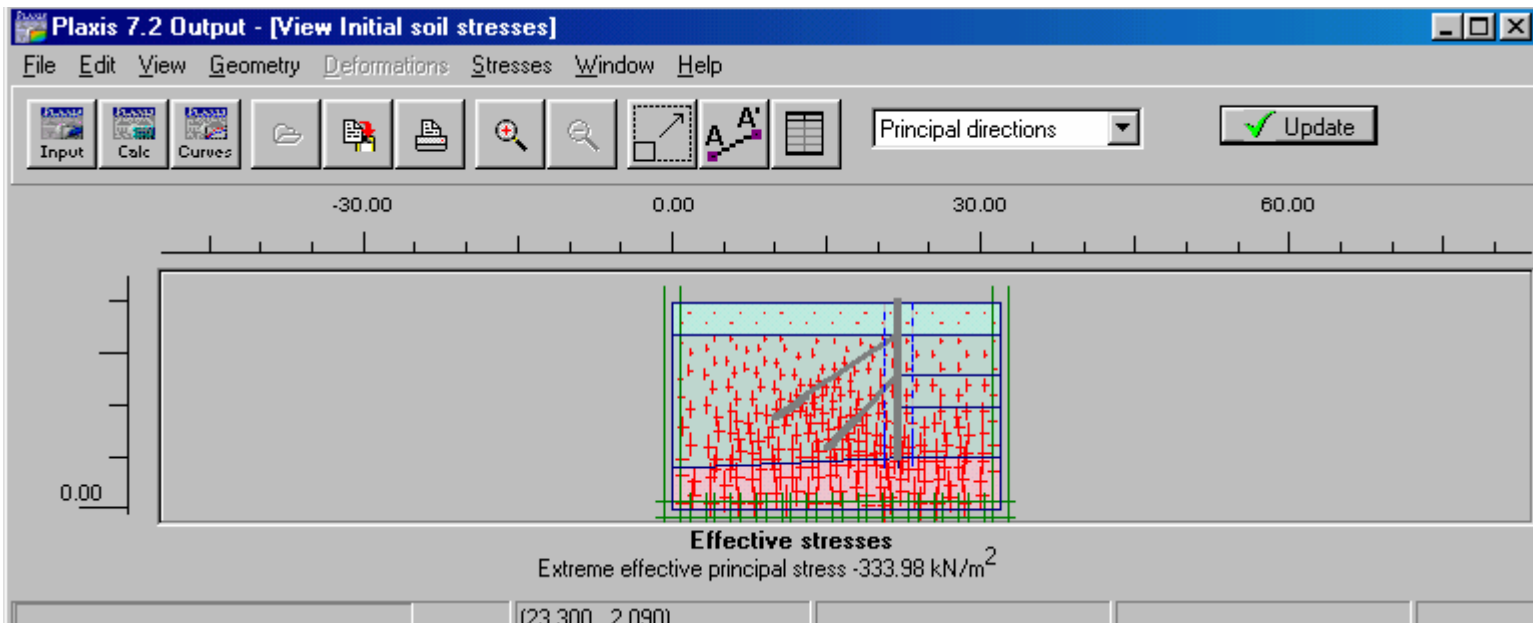 Plaxis 7.2 Output - [View Initial soil stresses]
File Edit View Geometry Deformations Stresses Window Help
Input Calc Curves A A' Principal directions Update
-30.00 0.00 30.00 60.00
0.00
Effective stresses
Extreme effective principal stress -333.98 kN/m²
(23.300 , 2.090)